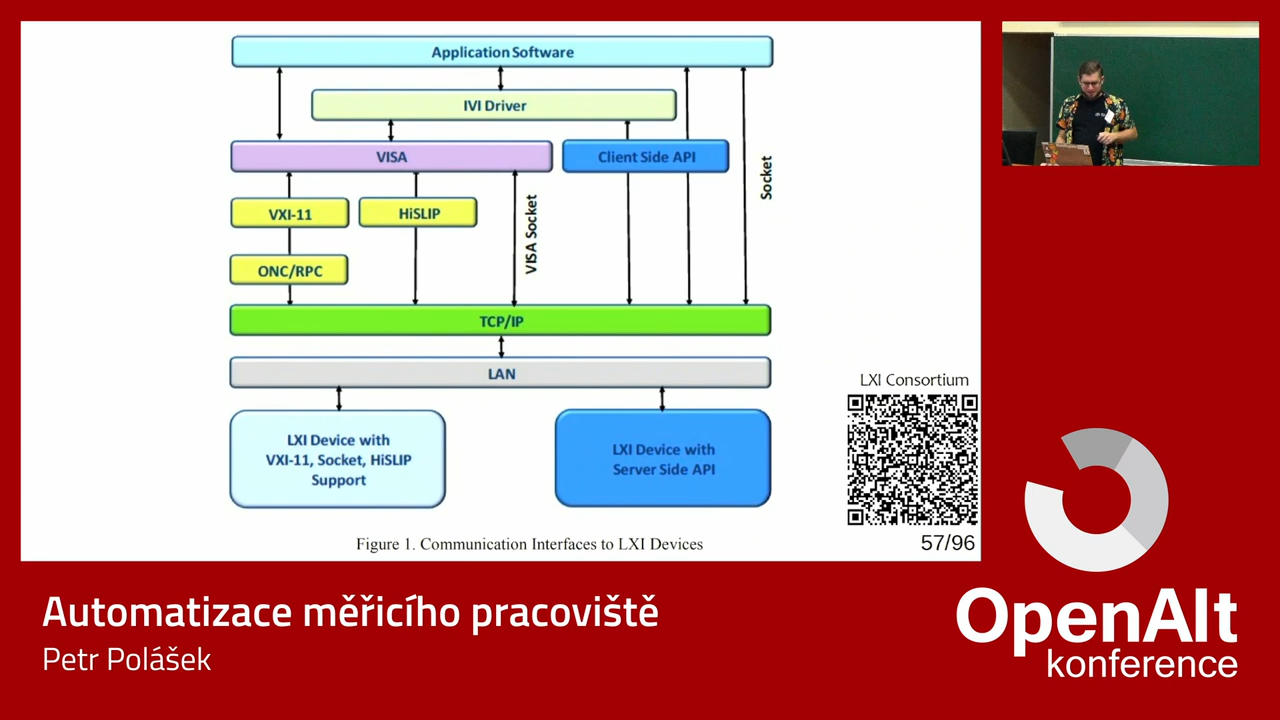 Application Software
IVI Driver
VISA
Client Side API
Socket
VXI-11
HiSLIP
VISA Socket
ONC/RPC
TCP/IP
LAN
LXI Consortium
LXI Device with
VXI-11, Socket, HiSLIP
Support
LXI Device with
Server Side API
Figure 1. Communication Interfaces to LXI Devices
57/96
Automatizace měřicího pracoviště
Petr Polášek
OpenAlt
konference